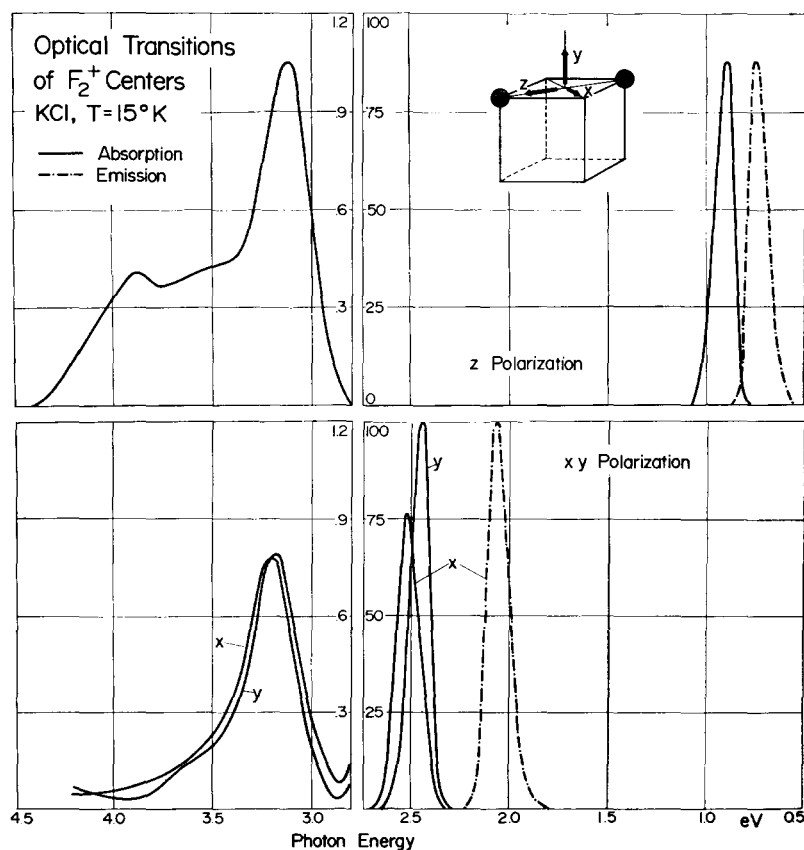 Optical Transitions
of F₂⁺ Centers
KCl, T=15°K
Absorption
Emission
1.2
.9
.6
.3
100
75
50
25
0
y
z
x
z Polarization
1.2
.9
.6
.3
x
y
100
75
50
25
y
x
x y Polarization
4.5 4.0 3.5 3.0 2.5 2.0 1.5 1.0 eV 0.5
Photon Energy